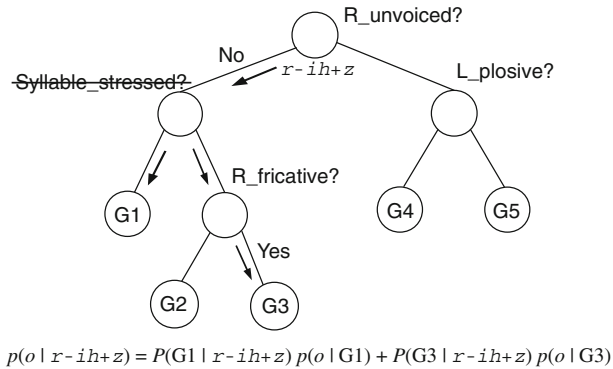 R_unvoiced?
No
r-ih+z
Syllable_stressed?
L_plosive?
R_fricative?
G1
G4
G5
Yes
G2
G3
p(o | r-ih+z) = P(G1 | r-ih+z) p(o | G1) + P(G3 | r-ih+z) p(o | G3)